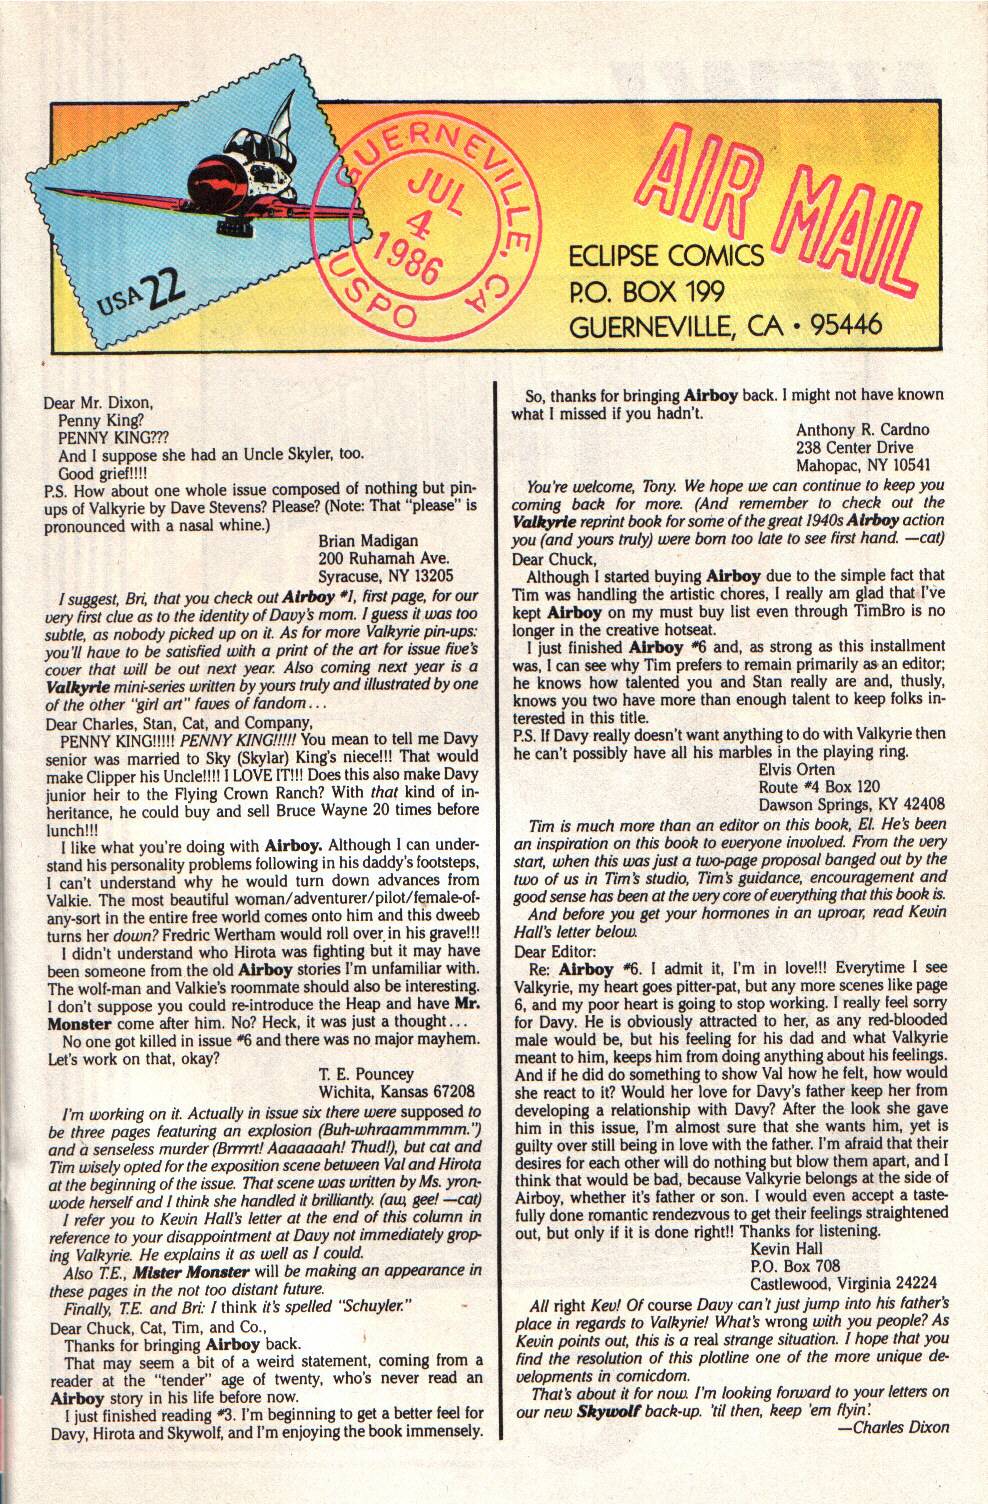 USA 22
GUERNEVILLE, CA
JUL
4
1986
USPO
AIR MAIL
ECLIPSE COMICS
P.O. BOX 199
GUERNEVILLE, CA • 95446
Dear Mr. Dixon,
Penny King?
PENNY KING???
And I suppose she had an Uncle Skyler, too.
Good grief!!!!
P.S. How about one whole issue composed of nothing but pin-
ups of Valkyrie by Dave Stevens? Please? (Note: That “please” is
pronounced with a nasal whine.)
Brian Madigan
200 Ruhamah Ave.
Syracuse, NY 13205
I suggest, Bri, that you check out Airboy #1, first page, for our
very first clue as to the identity of Davy's mom. I guess it was too
subtle, as nobody picked up on it. As for more Valkyrie pin-ups:
you'll have to be satisfied with a print of the art for issue five's
cover that will be out next year. Also coming next year is a
Valkyrie mini-series written by yours truly and illustrated by one
of the other "girl art" faves of fandom...
Dear Charles, Stan, Cat, and Company,
PENNY KING!!!!! PENNY KING!!!!! You mean to tell me Davy
senior was married to Sky (Skylar) King's niece!!! That would
make Clipper his Uncle!!!! I LOVE IT!!! Does this also make Davy
junior heir to the Flying Crown Ranch? With that kind of in-
heritance, he could buy and sell Bruce Wayne 20 times before
lunch!!!
I like what you're doing with Airboy. Although I can under-
stand his personality problems following in his daddy's footsteps,
I can't understand why he would turn down advances from
Valkie. The most beautiful woman/adventurer/pilot/female-of-
any-sort in the entire free world comes onto him and this dweeb
turns her down? Fredric Wertham would roll over in his grave!!!
I didn't understand who Hirota was fighting but it may have
been someone from the old Airboy stories I'm unfamiliar with.
The wolf-man and Valkie's roommate should also be interesting.
I don't suppose you could re-introduce the Heap and have Mr.
Monster come after him. No? Heck, it was just a thought...
No one got killed in issue #6 and there was no major mayhem.
Let's work on that, okay?
T. E. Pouncey
Wichita, Kansas 67208
I'm working on it. Actually in issue six there were supposed to
be three pages featuring an explosion (Buh-whraammmmm.")
and a senseless murder (Brrrrt! Aaaaaaah! Thud!), but cat and
Tim wisely opted for the exposition scene between Val and Hirota
at the beginning of the issue. That scene was written by Ms. yron-
wode herself and I think she handled it brilliantly. (aw, gee! —cat)
I refer you to Kevin Hall's letter at the end of this column in
reference to your disappointment at Davy not immediately grop-
ing Valkyrie. He explains it as well as I could.
Also T.E., Mister Monster will be making an appearance in
these pages in the not too distant future.
Finally, T.E. and Bri: I think it's spelled "Schuyler."
Dear Chuck, Cat, Tim, and Co.,
Thanks for bringing Airboy back.
That may seem a bit of a weird statement, coming from a
reader at the “tender” age of twenty, who's never read an
Airboy story in his life before now.
I just finished reading #3. I'm beginning to get a better feel for
Davy, Hirota and Skywolf, and I'm enjoying the book immensely.
So, thanks for bringing Airboy back. I might not have known
what I missed if you hadn't.
Anthony R. Cardno
238 Center Drive
Mahopac, NY 10541
You're welcome, Tony. We hope we can continue to keep you
coming back for more. (And remember to check out the
Valkyrie reprint book for some of the great 1940s Airboy action
you (and yours truly) were born too late to see first hand. —cat)
Dear Chuck,
Although I started buying Airboy due to the simple fact that
Tim was handling the artistic chores, I really am glad that I've
kept Airboy on my must buy list even through TimBro is no
longer in the creative hotseat.
I just finished Airboy #6 and, as strong as this installment
was, I can see why Tim prefers to remain primarily as an editor;
he knows how talented you and Stan really are and, thusly,
knows you two have more than enough talent to keep folks in-
terested in this title.
P.S. If Davy really doesn't want anything to do with Valkyrie then
he can't possibly have all his marbles in the playing ring.
Elvis Orten
Route #4 Box 120
Dawson Springs, KY 42408
Tim is much more than an editor on this book, El. He's been
an inspiration on this book to everyone involved. From the very
start, when this was just a two-page proposal banged out by the
two of us in Tim's studio, Tim's guidance, encouragement and
good sense has been at the very core of everything that this book is.
And before you get your hormones in an uproar, read Kevin
Hall's letter below.
Dear Editor:
Re: Airboy #6. I admit it, I'm in love!!! Everytime I see
Valkyrie, my heart goes pitter-pat, but any more scenes like page
6, and my poor heart is going to stop working. I really feel sorry
for Davy. He is obviously attracted to her, as any red-blooded
male would be, but his feeling for his dad and what Valkyrie
meant to him, keeps him from doing anything about his feelings.
And if he did do something to show Val how he felt, how would
she react to it? Would her love for Davy's father keep her from
developing a relationship with Davy? After the look she gave
him in this issue, I'm almost sure that she wants him, yet is
guilty over still being in love with the father. I'm afraid that their
desires for each other will do nothing but blow them apart, and I
think that would be bad, because Valkyrie belongs at the side of
Airboy, whether it's father or son. I would even accept a taste-
fully done romantic rendezvous to get their feelings straightened
out, but only if it is done right!! Thanks for listening.
Kevin Hall
P.O. Box 708
Castlewood, Virginia 24224
All right Kev! Of course Davy can't just jump into his father's
place in regards to Valkyrie! What's wrong with you people? As
Kevin points out, this is a real strange situation. I hope that you
find the resolution of this plotline one of the more unique de-
velopments in comicdom.
That's about it for now. I'm looking forward to your letters on
our new Skywolf back-up. 'til then, keep 'em flyin'.'
—Charles Dixon